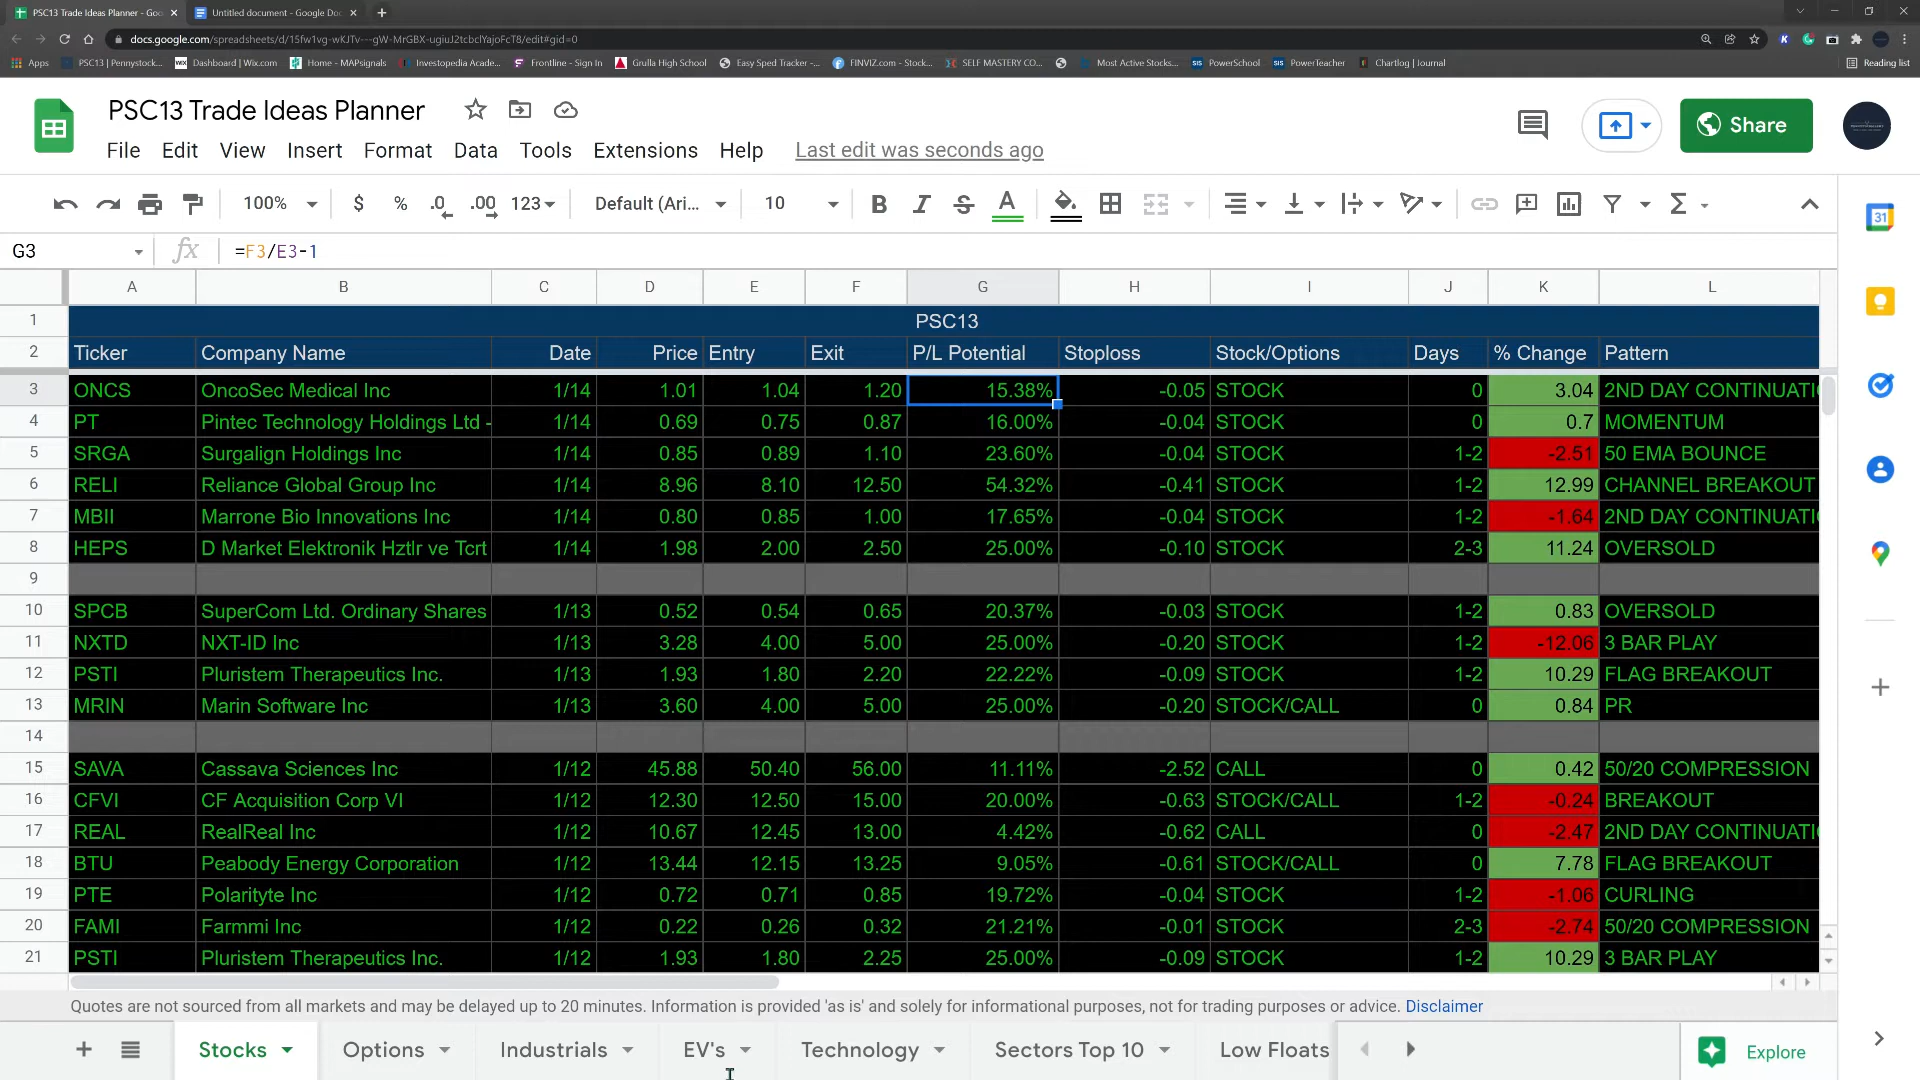 PSC13 Trade Ideas Planner - Goo
Untitled document - Google Doc
docs.google.com/spreadsheets/d/15fw1vg-wKJTv---gW-MrGBX-ugiuJ2tcbclYajoFcT8/edit#gid=0
Apps PSC13 | Pennystock... Dashboard | Wix.com Home - MAPsignals Investopedia Acade... Frontline - Sign In Grulla High School Easy Sped Tracker -... FINVIZ.com - Stock... SELF MASTERY CO... Most Active Stocks... PowerSchool PowerTeacher Chartlog | Journal Reading list
PSC13 Trade Ideas Planner
Share
File Edit View Insert Format Data Tools Extensions Help Last edit was seconds ago
100% $ % .0 .00 123 Default (Ari... 10 B I S A
G3 fx =F3/E3-1
A B C D E F G H I J K L
1 PSC13
2 Ticker Company Name Date Price Entry Exit P/L Potential Stoploss Stock/Options Days % Change Pattern
3 ONCS OncoSec Medical Inc 1/14 1.01 1.04 1.20 15.38% -0.05 STOCK 0 3.04 2ND DAY CONTINUATI
4 PT Pintec Technology Holdings Ltd - 1/14 0.69 0.75 0.87 16.00% -0.04 STOCK 0 0.7 MOMENTUM
5 SRGA Surgalign Holdings Inc 1/14 0.85 0.89 1.10 23.60% -0.04 STOCK 1-2 -2.51 50 EMA BOUNCE
6 RELI Reliance Global Group Inc 1/14 8.96 8.10 12.50 54.32% -0.41 STOCK 1-2 12.99 CHANNEL BREAKOUT
7 MBII Marrone Bio Innovations Inc 1/14 0.80 0.85 1.00 17.65% -0.04 STOCK 1-2 -1.64 2ND DAY CONTINUATI
8 HEPS D Market Elektronik Hztlr ve Tcrt 1/14 1.98 2.00 2.50 25.00% -0.10 STOCK 2-3 11.24 OVERSOLD
9
10 SPCB SuperCom Ltd. Ordinary Shares 1/13 0.52 0.54 0.65 20.37% -0.03 STOCK 1-2 0.83 OVERSOLD
11 NXTD NXT-ID Inc 1/13 3.28 4.00 5.00 25.00% -0.20 STOCK 1-2 -12.06 3 BAR PLAY
12 PSTI Pluristem Therapeutics Inc. 1/13 1.93 1.80 2.20 22.22% -0.09 STOCK 1-2 10.29 FLAG BREAKOUT
13 MRIN Marin Software Inc 1/13 3.60 4.00 5.00 25.00% -0.20 STOCK/CALL 0 0.84 PR
14
15 SAVA Cassava Sciences Inc 1/12 45.88 50.40 56.00 11.11% -2.52 CALL 0 0.42 50/20 COMPRESSION
16 CFVI CF Acquisition Corp VI 1/12 12.30 12.50 15.00 20.00% -0.63 STOCK/CALL 1-2 -0.24 BREAKOUT
17 REAL RealReal Inc 1/12 10.67 12.45 13.00 4.42% -0.62 CALL 0 -2.47 2ND DAY CONTINUATI
18 BTU Peabody Energy Corporation 1/12 13.44 12.15 13.25 9.05% -0.61 STOCK/CALL 0 7.78 FLAG BREAKOUT
19 PTE Polarityte Inc 1/12 0.72 0.71 0.85 19.72% -0.04 STOCK 1-2 -1.06 CURLING
20 FAMI Farmmi Inc 1/12 0.22 0.26 0.32 21.21% -0.01 STOCK 2-3 -2.74 50/20 COMPRESSION
21 PSTI Pluristem Therapeutics Inc. 1/12 1.93 1.80 2.25 25.00% -0.09 STOCK 1-2 10.29 3 BAR PLAY
Quotes are not sourced from all markets and may be delayed up to 20 minutes. Information is provided 'as is' and solely for informational purposes, not for trading purposes or advice. Disclaimer
Stocks Options Industrials EV's Technology Sectors Top 10 Low Floats Explore
31